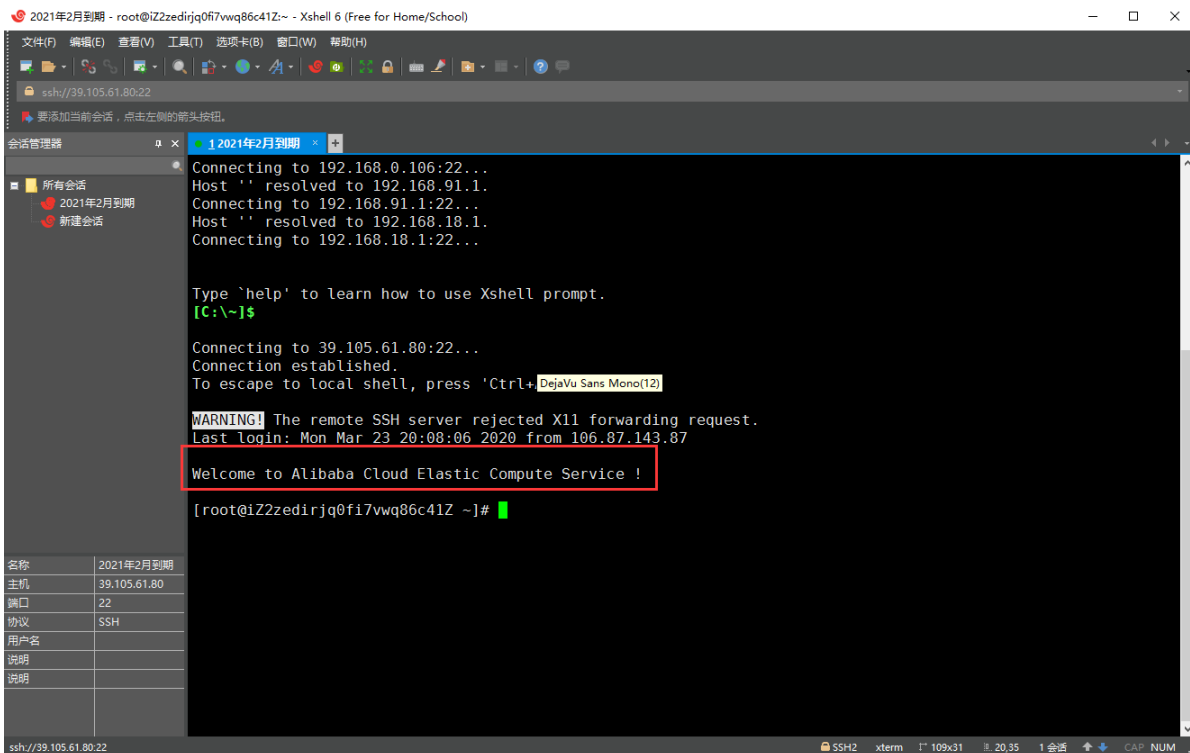 2021年2月到期 - root@iZ2zedirjq0fi7vwq86c41Z:~ - Xshell 6 (Free for Home/School)
文件(F) 编辑(E) 查看(V) 工具(T) 选项卡(B) 窗口(W) 帮助(H)
ssh://39.105.61.80:22
要添加当前会话，点击左侧的箭头按钮。
会话管理器
1 2021年2月到期
所有会话
2021年2月到期
新建会话
Connecting to 192.168.0.106:22...
Host '' resolved to 192.168.91.1.
Connecting to 192.168.91.1:22...
Host '' resolved to 192.168.18.1.
Connecting to 192.168.18.1:22...
Type `help' to learn how to use Xshell prompt.
[C:\~]$
Connecting to 39.105.61.80:22...
Connection established.
To escape to local shell, press 'Ctrl+
DejaVu Sans Mono(12)
WARNING! The remote SSH server rejected X11 forwarding request.
Last login: Mon Mar 23 20:08:06 2020 from 106.87.143.87
Welcome to Alibaba Cloud Elastic Compute Service !
[root@iZ2zedirjq0fi7vwq86c41Z ~]#
名称 2021年2月到期
主机 39.105.61.80
端口 22
协议 SSH
用户名
说明
说明
ssh://39.105.61.80:22 SSH2 xterm 109x31 20,35 1 会话 CAP NUM